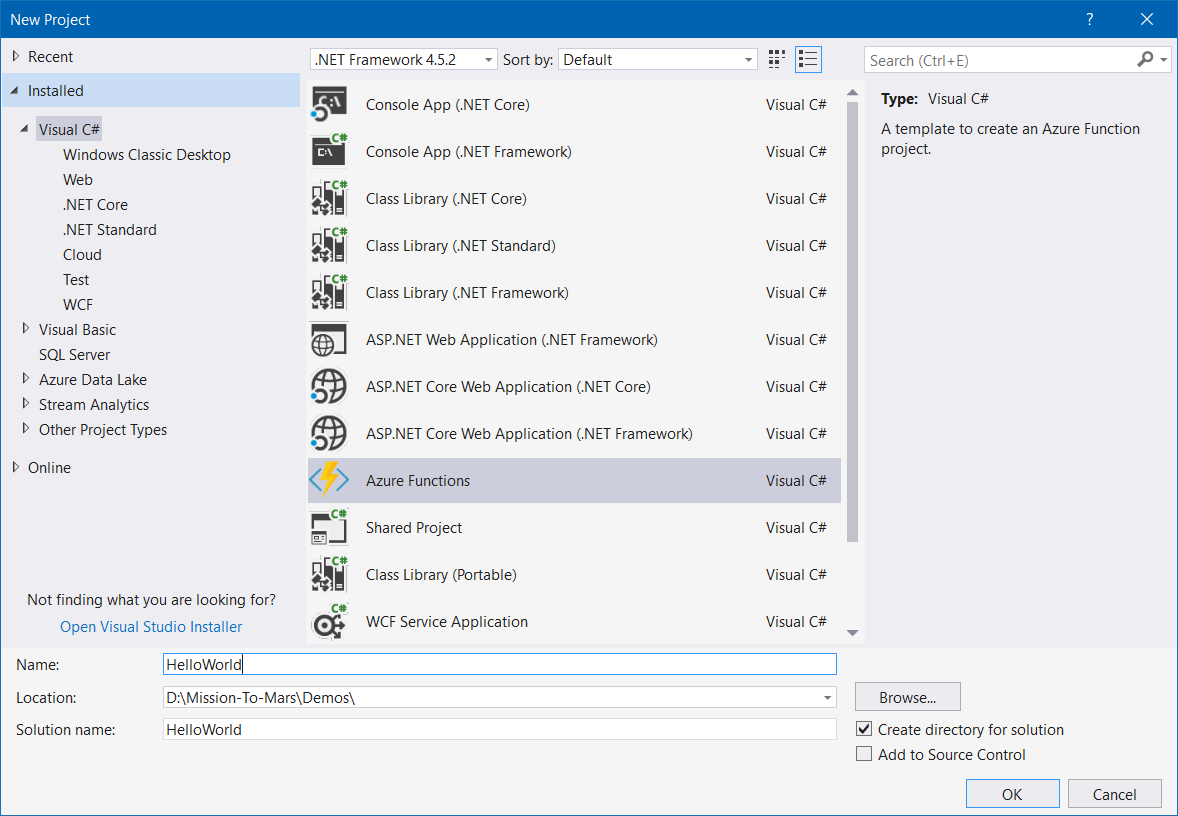 New Project
?
Recent
Installed
Visual C#
Windows Classic Desktop
Web
.NET Core
.NET Standard
Cloud
Test
WCF
Visual Basic
SQL Server
Azure Data Lake
Stream Analytics
Other Project Types
Online
Not finding what you are looking for?
Open Visual Studio Installer
.NET Framework 4.5.2 Sort by: Default
Console App (.NET Core) Visual C#
Console App (.NET Framework) Visual C#
Class Library (.NET Core) Visual C#
Class Library (.NET Standard) Visual C#
Class Library (.NET Framework) Visual C#
ASP.NET Web Application (.NET Framework) Visual C#
ASP.NET Core Web Application (.NET Core) Visual C#
ASP.NET Core Web Application (.NET Framework) Visual C#
Azure Functions Visual C#
Shared Project Visual C#
Class Library (Portable) Visual C#
WCF Service Application Visual C#
Search (Ctrl+E)
Type: Visual C#
A template to create an Azure Function
project.
Name: HelloWorld
Location: D:\Mission-To-Mars\Demos\ Browse...
Solution name: HelloWorld
Create directory for solution
Add to Source Control
OK Cancel